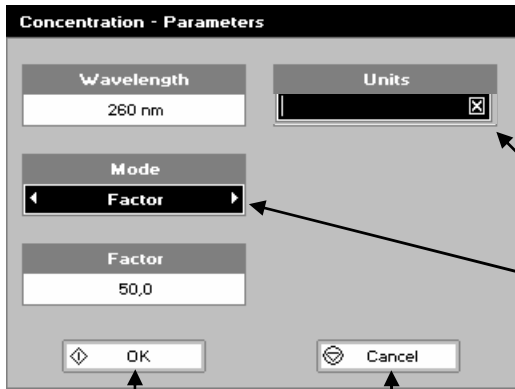 Concentration - Parameters
Wavelength
260 nm
Units
Mode
Factor
Factor
50,0
OK
Cancel